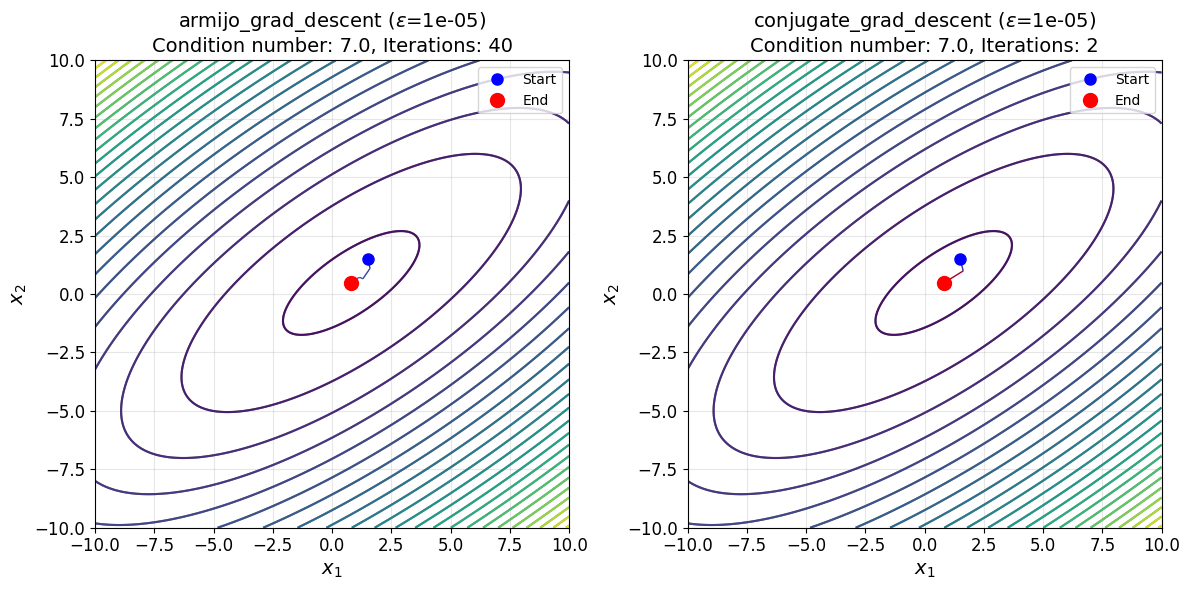 armijo_grad_descent (ε=1e-05)
Condition number: 7.0, Iterations: 40
10.0
7.5
5.0
2.5
0.0
−2.5
−5.0
−7.5
−10.0
x₂
Start
End
−10.0 −7.5 −5.0 −2.5 0.0 2.5 5.0 7.5 10.0
x₁
conjugate_grad_descent (ε=1e-05)
Condition number: 7.0, Iterations: 2
10.0
7.5
5.0
2.5
0.0
−2.5
−5.0
−7.5
−10.0
x₂
Start
End
−10.0 −7.5 −5.0 −2.5 0.0 2.5 5.0 7.5 10.0
x₁